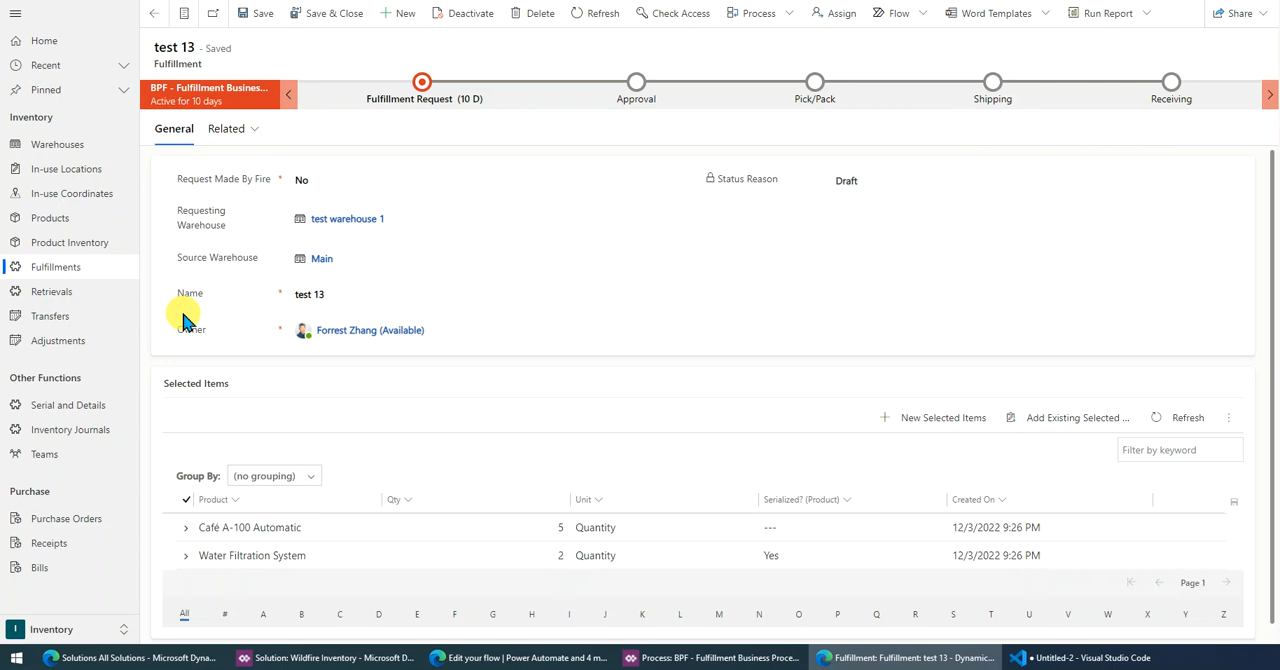 Save
Save & Close
New
Deactivate
Delete
Refresh
Check Access
Process
Assign
Flow
Word Templates
Run Report
Share
Home
Recent
Pinned
Inventory
Warehouses
In-use Locations
In-use Coordinates
Products
Product Inventory
Fulfillments
Retrievals
Transfers
Adjustments
Other Functions
Serial and Details
Inventory Journals
Teams
Purchase
Purchase Orders
Receipts
Bills
I Inventory
test 13 - Saved
Fulfillment
BPF - Fulfillment Busines...
Active for 10 days
Fulfillment Request (10 D)
Approval
Pick/Pack
Shipping
Receiving
General
Related
Request Made By Fire * No
Status Reason Draft
Requesting
Warehouse
test warehouse 1
Source Warehouse Main
Name * test 13
Owner * Forrest Zhang (Available)
Selected Items
New Selected Items
Add Existing Selected ...
Refresh
Filter by keyword
Group By: (no grouping)
Product Qty Unit Serialized? (Product) Created On
Café A-100 Automatic 5 Quantity --- 12/3/2022 9:26 PM
Water Filtration System 2 Quantity Yes 12/3/2022 9:26 PM
Page 1
All # A B C D E F G H I J K L M N O P Q R S T U V W X Y Z
Solutions All Solutions - Microsoft Dyna...
Solution: Wildfire Inventory - Microsoft D...
Edit your flow | Power Automate and 4 m...
Process: BPF - Fulfillment Business Proce...
Fulfillment: Fulfillment: test 13 - Dynamic...
• Untitled-2 - Visual Studio Code